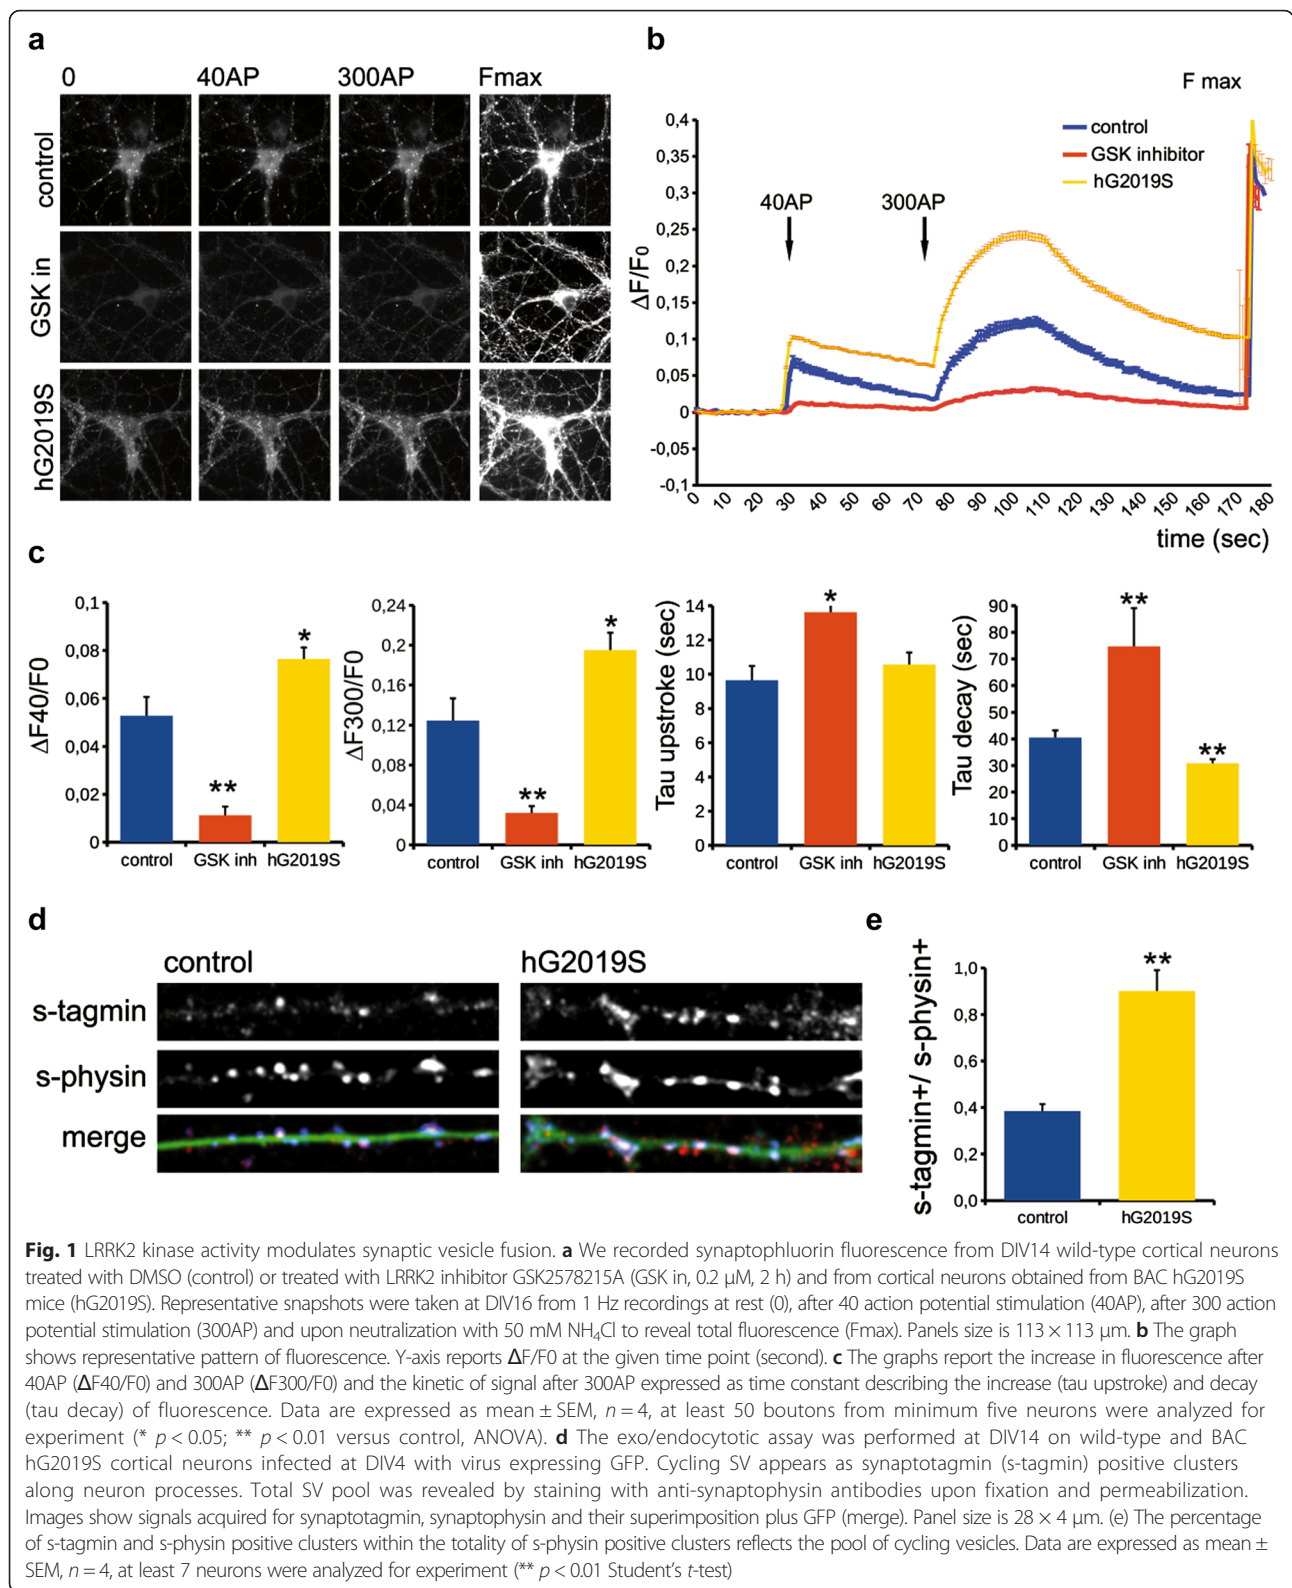 a
0 40AP 300AP Fmax
control
GSK in
hG2019S
b
F max
control
GSK inhibitor
hG2019S
40AP 300AP
ΔF/F0
0,4
0,35
0,3
0,25
0,2
0,15
0,1
0,05
0
-0,05
-0,1
0 10 20 30 40 50 60 70 80 90 100 110 120 130 140 150 160 170 180
time (sec)
c
ΔF40/F0
0,1
0,08
0,06
0,04
0,02
0
* **
control GSK inh hG2019S
ΔF300/F0
0,24
0,2
0,16
0,12
0,08
0,04
0
* **
control GSK inh hG2019S
Tau upstroke (sec)
14
12
10
8
6
4
2
0
*
control GSK inh hG2019S
Tau decay (sec)
90
80
70
60
50
40
30
20
10
0
** **
control GSK inh hG2019S
d
control hG2019S
s-tagmin
s-physin
merge
e
s-tagmin+/ s-physin+
1,0
0,8
0,6
0,4
0,2
0,0
**
control hG2019S
Fig. 1 LRRK2 kinase activity modulates synaptic vesicle fusion. a We recorded synaptophluorin fluorescence from DIV14 wild-type cortical neurons
treated with DMSO (control) or treated with LRRK2 inhibitor GSK2578215A (GSK in, 0.2 μM, 2 h) and from cortical neurons obtained from BAC hG2019S
mice (hG2019S). Representative snapshots were taken at DIV16 from 1 Hz recordings at rest (0), after 40 action potential stimulation (40AP), after 300 action
potential stimulation (300AP) and upon neutralization with 50 mM NH₄Cl to reveal total fluorescence (Fmax). Panels size is 113 × 113 μm. b The graph
shows representative pattern of fluorescence. Y-axis reports ΔF/F0 at the given time point (second). c The graphs report the increase in fluorescence after
40AP (ΔF40/F0) and 300AP (ΔF300/F0) and the kinetic of signal after 300AP expressed as time constant describing the increase (tau upstroke) and decay
(tau decay) of fluorescence. Data are expressed as mean ± SEM, n = 4, at least 50 boutons from minimum five neurons were analyzed for
experiment (* p < 0.05; ** p < 0.01 versus control, ANOVA). d The exo/endocytotic assay was performed at DIV14 on wild-type and BAC
hG2019S cortical neurons infected at DIV4 with virus expressing GFP. Cycling SV appears as synaptotagmin (s-tagmin) positive clusters
along neuron processes. Total SV pool was revealed by staining with anti-synaptophysin antibodies upon fixation and permeabilization.
Images show signals acquired for synaptotagmin, synaptophysin and their superimposition plus GFP (merge). Panel size is 28 × 4 μm. (e) The percentage
of s-tagmin and s-physin positive clusters within the totality of s-physin positive clusters reflects the pool of cycling vesicles. Data are expressed as mean ±
SEM, n = 4, at least 7 neurons were analyzed for experiment (** p < 0.01 Student's t-test)